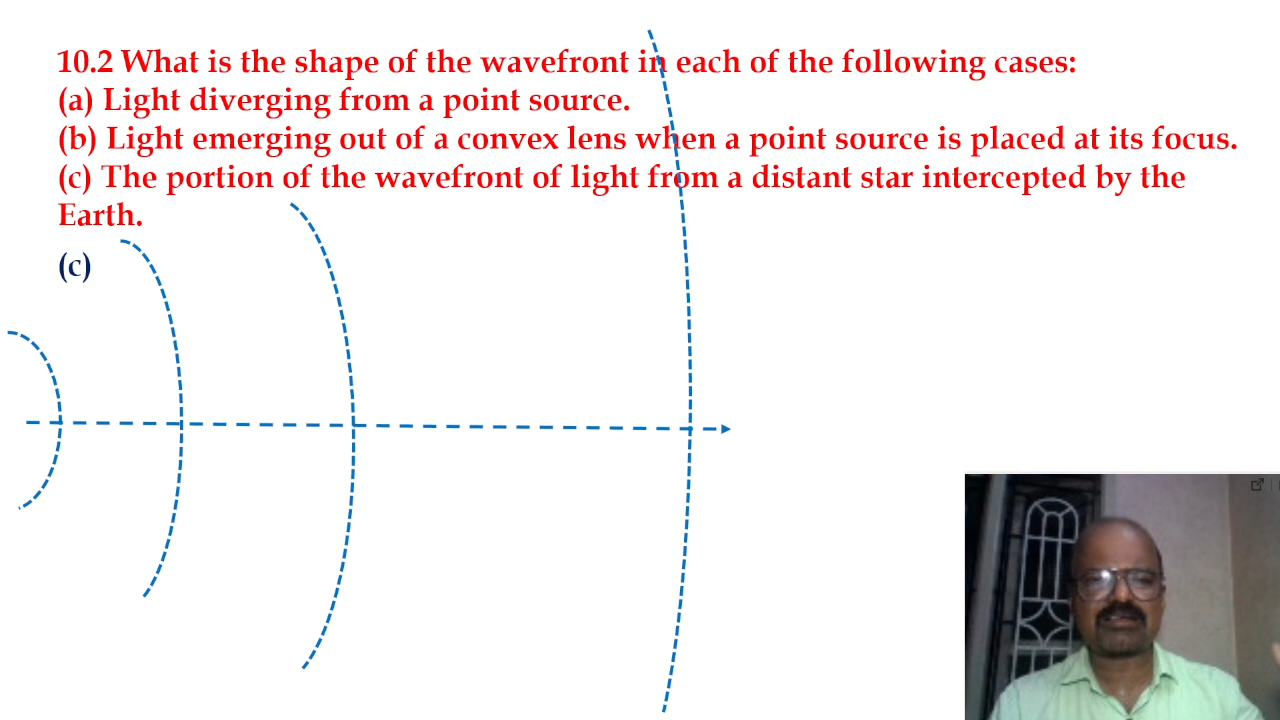 10.2 What is the shape of the wavefront in each of the following cases:
(a) Light diverging from a point source.
(b) Light emerging out of a convex lens when a point source is placed at its focus.
(c) The portion of the wavefront of light from a distant star intercepted by the
Earth.
(c)